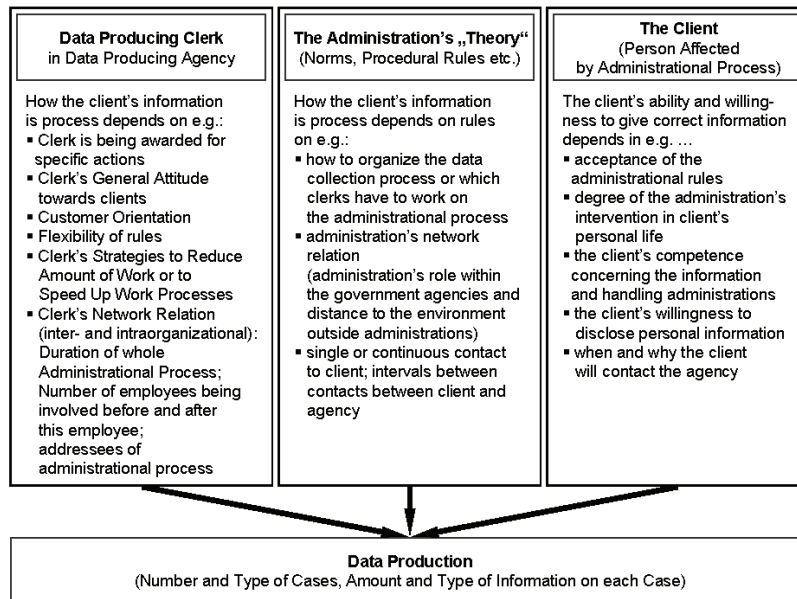 Data Producing Clerk
in Data Producing Agency
How the client's information
is process depends on e.g.:
▪ Clerk is being awarded for
specific actions
▪ Clerk's General Attitude
towards clients
▪ Customer Orientation
▪ Flexibility of rules
▪ Clerk's Strategies to Reduce
Amount of Work or to
Speed Up Work Processes
▪ Clerk's Network Relation
(inter- and intraorganizational):
Duration of whole
Administrational Process;
Number of employees being
involved before and after
this employee;
addressees of
administrational process
The Administration's „Theory“
(Norms, Procedural Rules etc.)
How the client's information
is process depends on rules
on e.g.:
▪ how to organize the data
collection process or which
clerks have to work on
the administrational process
▪ administration's network
relation
(administration's role within
the government agencies and
distance to the environment
outside administrations)
▪ single or continuous contact
to client; intervals between
contacts between client and
agency
The Client
(Person Affected
by Administrational Process)
The client's ability and willing-
ness to give correct information
depends in e.g. ...
▪ acceptance of the
administrational rules
▪ degree of the administration's
intervention in client's
personal life
▪ the client's competence
concerning the information
and handling administrations
▪ the client's willingness to
disclose personal information
▪ when and why the client
will contact the agency
Data Production
(Number and Type of Cases, Amount and Type of Information on each Case)